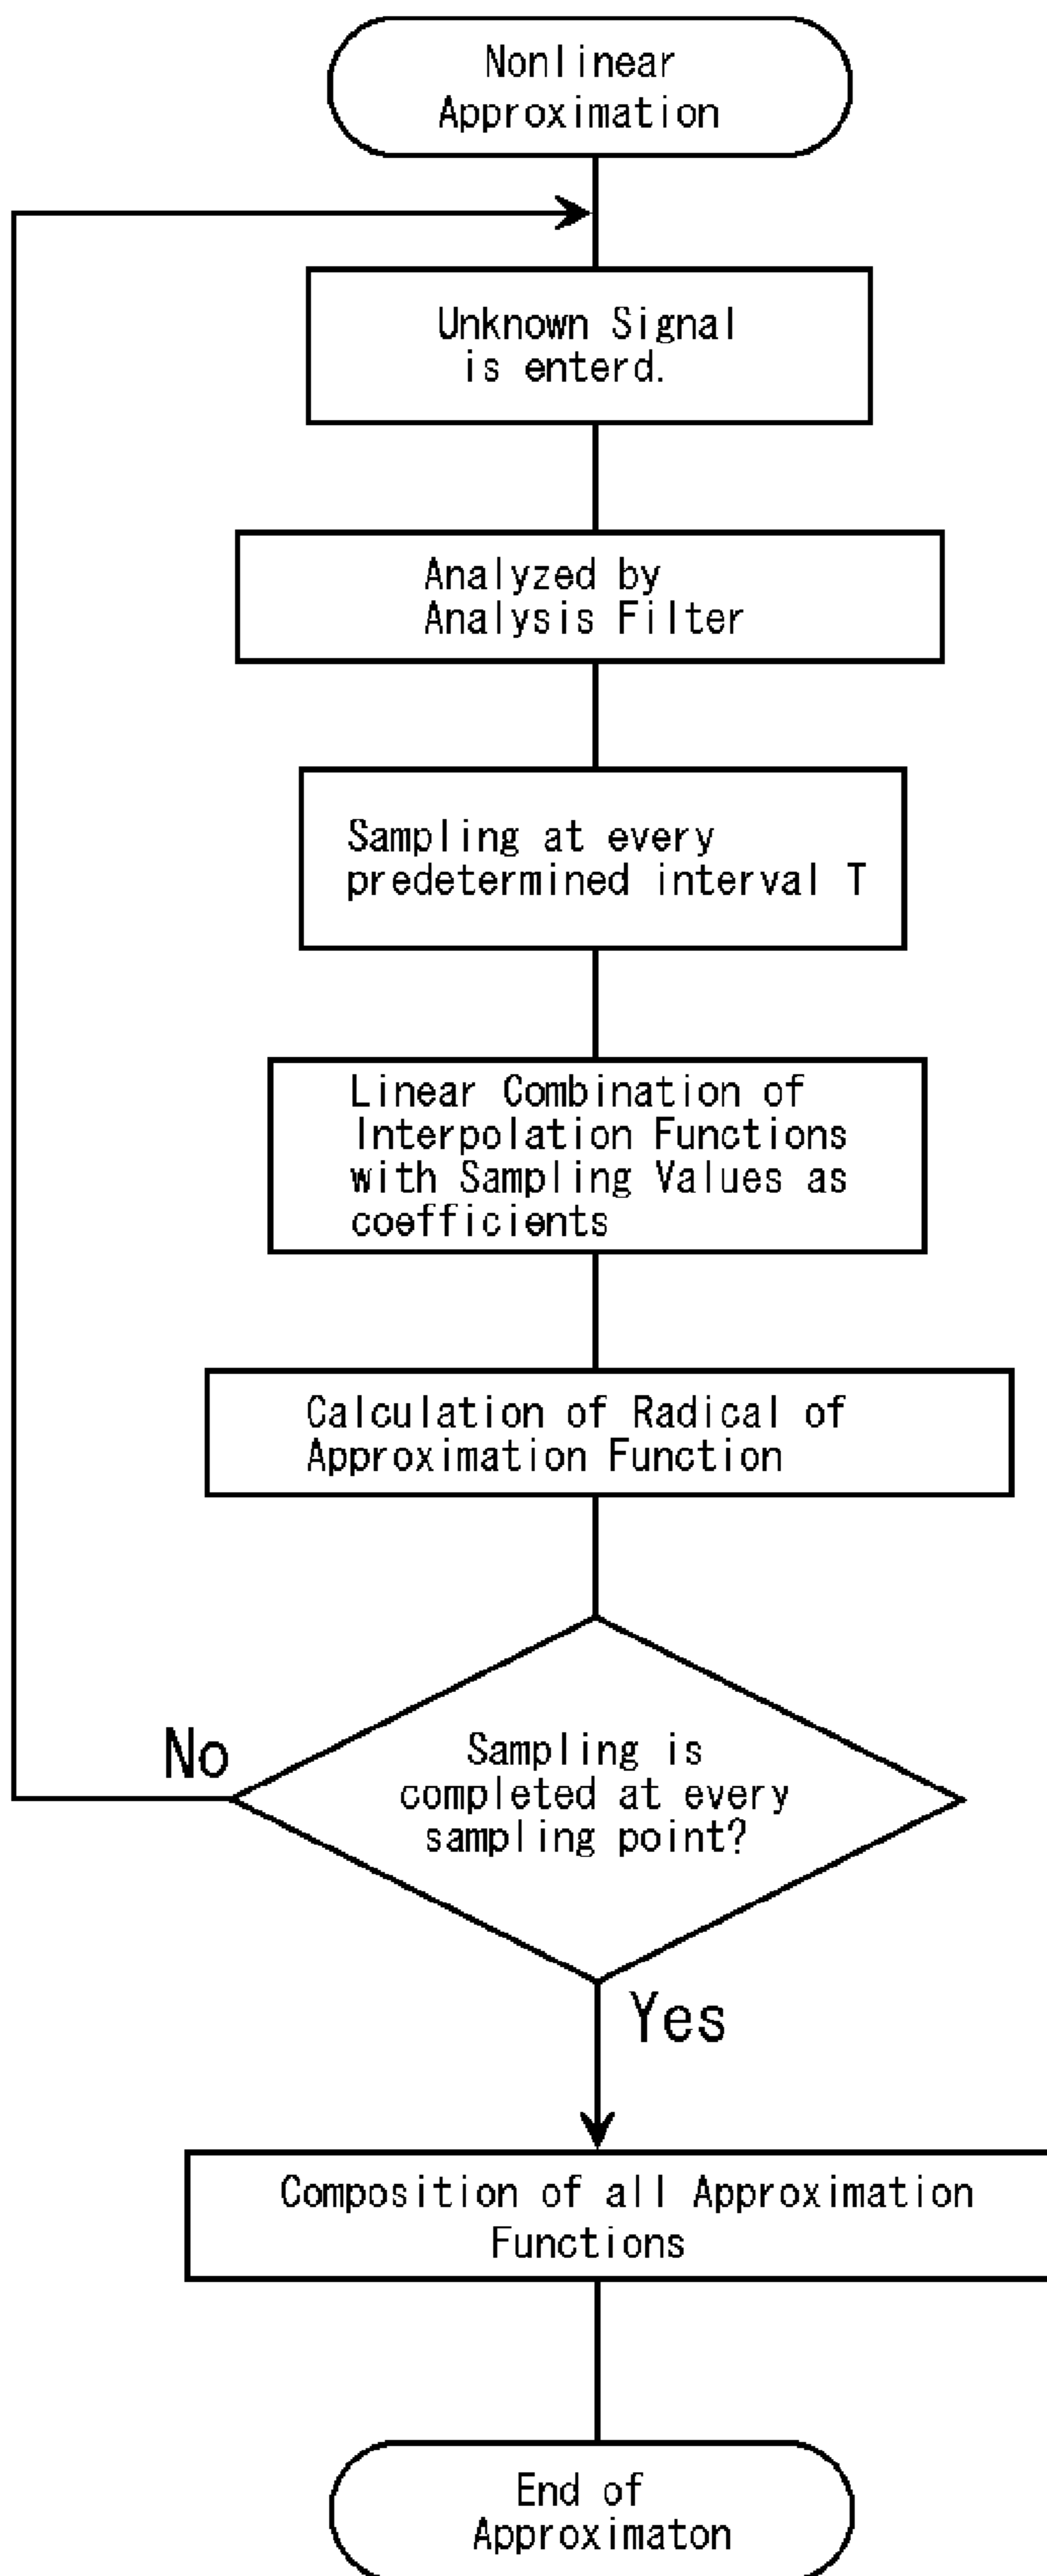 Nonlinear
Approximation
Unknown Signal
is enterd.
Analyzed by
Analysis Filter
Sampling at every
predetermined interval T
Linear Combination of
Interpolation Functions
with Sampling Values as
coefficients
Calculation of Radical of
Approximation Function
Sampling is
completed at every
sampling point?
No
Yes
Composition of all Approximation
Functions
End of
Approximaton